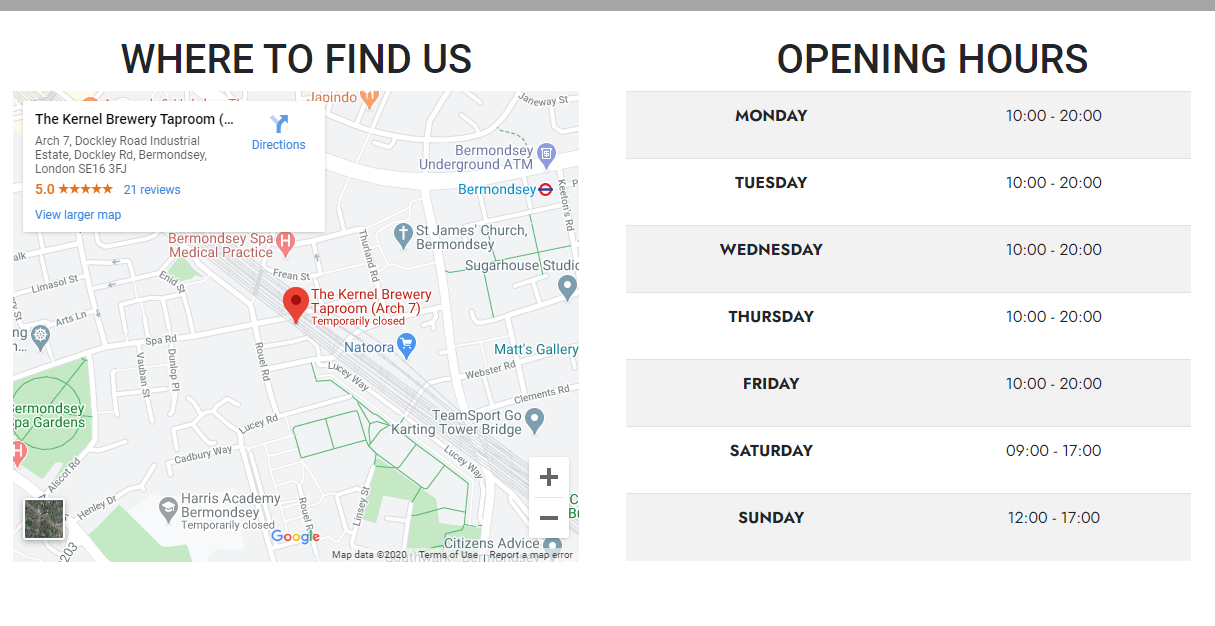 WHERE TO FIND US
The Kernel Brewery Taproom (...
Arch 7, Dockley Road Industrial
Estate, Dockley Rd, Bermondsey,
London SE16 3FJ
5.0 ★★★★★ 21 reviews
View larger map
Directions
Japindo
Janeway St
Bermondsey
Underground ATM
Bermondsey
Keeton's Rd
St James' Church,
Bermondsey
Bermondsey Spa
Medical Practice
Thurland Rd
Sugarhouse Studio
Frean St
Enid St
Limasol St
Arts Ln
The Kernel Brewery
Taproom (Arch 7)
Temporarily closed
Spa Rd
Natoora
Matt's Gallery
Rouel Rd
Vauban St
Dunlop Pl
Lucey Way
Webster Rd
Clements Rd
Bermondsey
Spa Gardens
TeamSport Go
Karting Tower Bridge
Lucey Rd
Cadbury Way
Lucey Way
Alscot Rd
Henley Dr
Harris Academy
Bermondsey
Temporarily closed
Rouel Rd
Linsey St
Google
Citizens Advice
Map data ©2020 Terms of Use Report a map error
OPENING HOURS
MONDAY 10:00 - 20:00
TUESDAY 10:00 - 20:00
WEDNESDAY 10:00 - 20:00
THURSDAY 10:00 - 20:00
FRIDAY 10:00 - 20:00
SATURDAY 09:00 - 17:00
SUNDAY 12:00 - 17:00